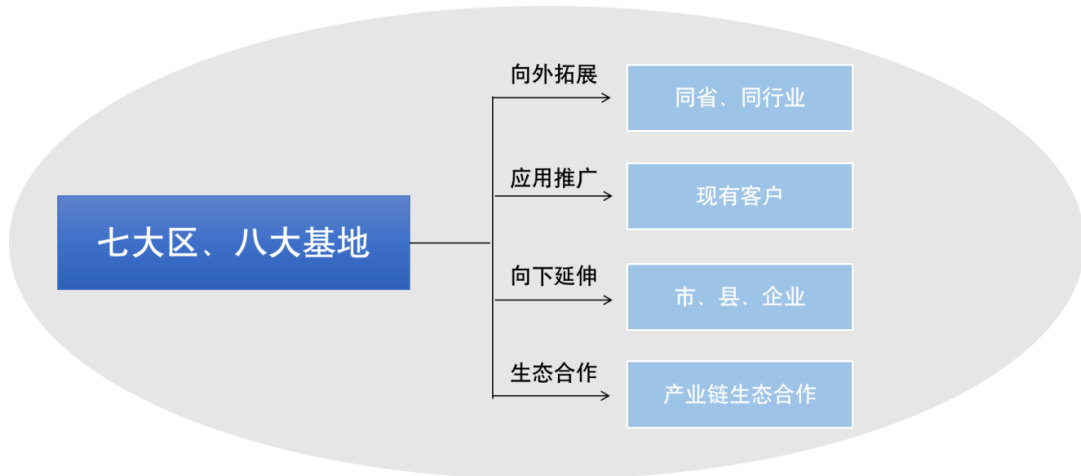 向外拓展
同省、同行业
应用推广
现有客户
七大区、八大基地
向下延伸
市、县、企业
生态合作
产业链生态合作